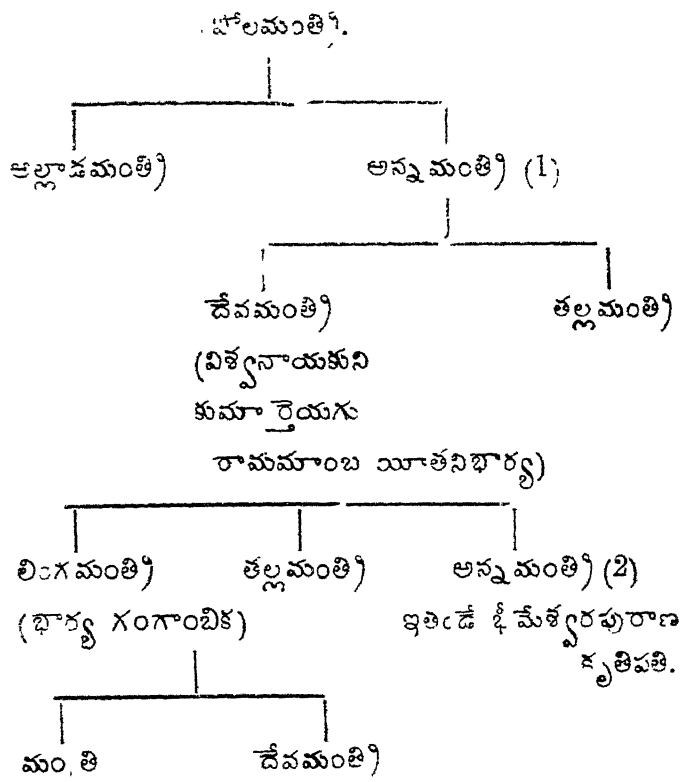 పోలమంత్రి.
అల్లాడమంత్రి అన్నమంత్రి (1)
దేవమంత్రి తల్లమంత్రి
(విశ్వనాయకుని
కుమార్తెయగు
రామమాంబ యీతనిభార్య)
లింగమంత్రి తల్లమంత్రి అన్నమంత్రి (2)
(భార్య గంగాంబిక) ఇతఁడే భీమేశ్వరపురాణ
కృతిపతి.
దేవమంత్రి